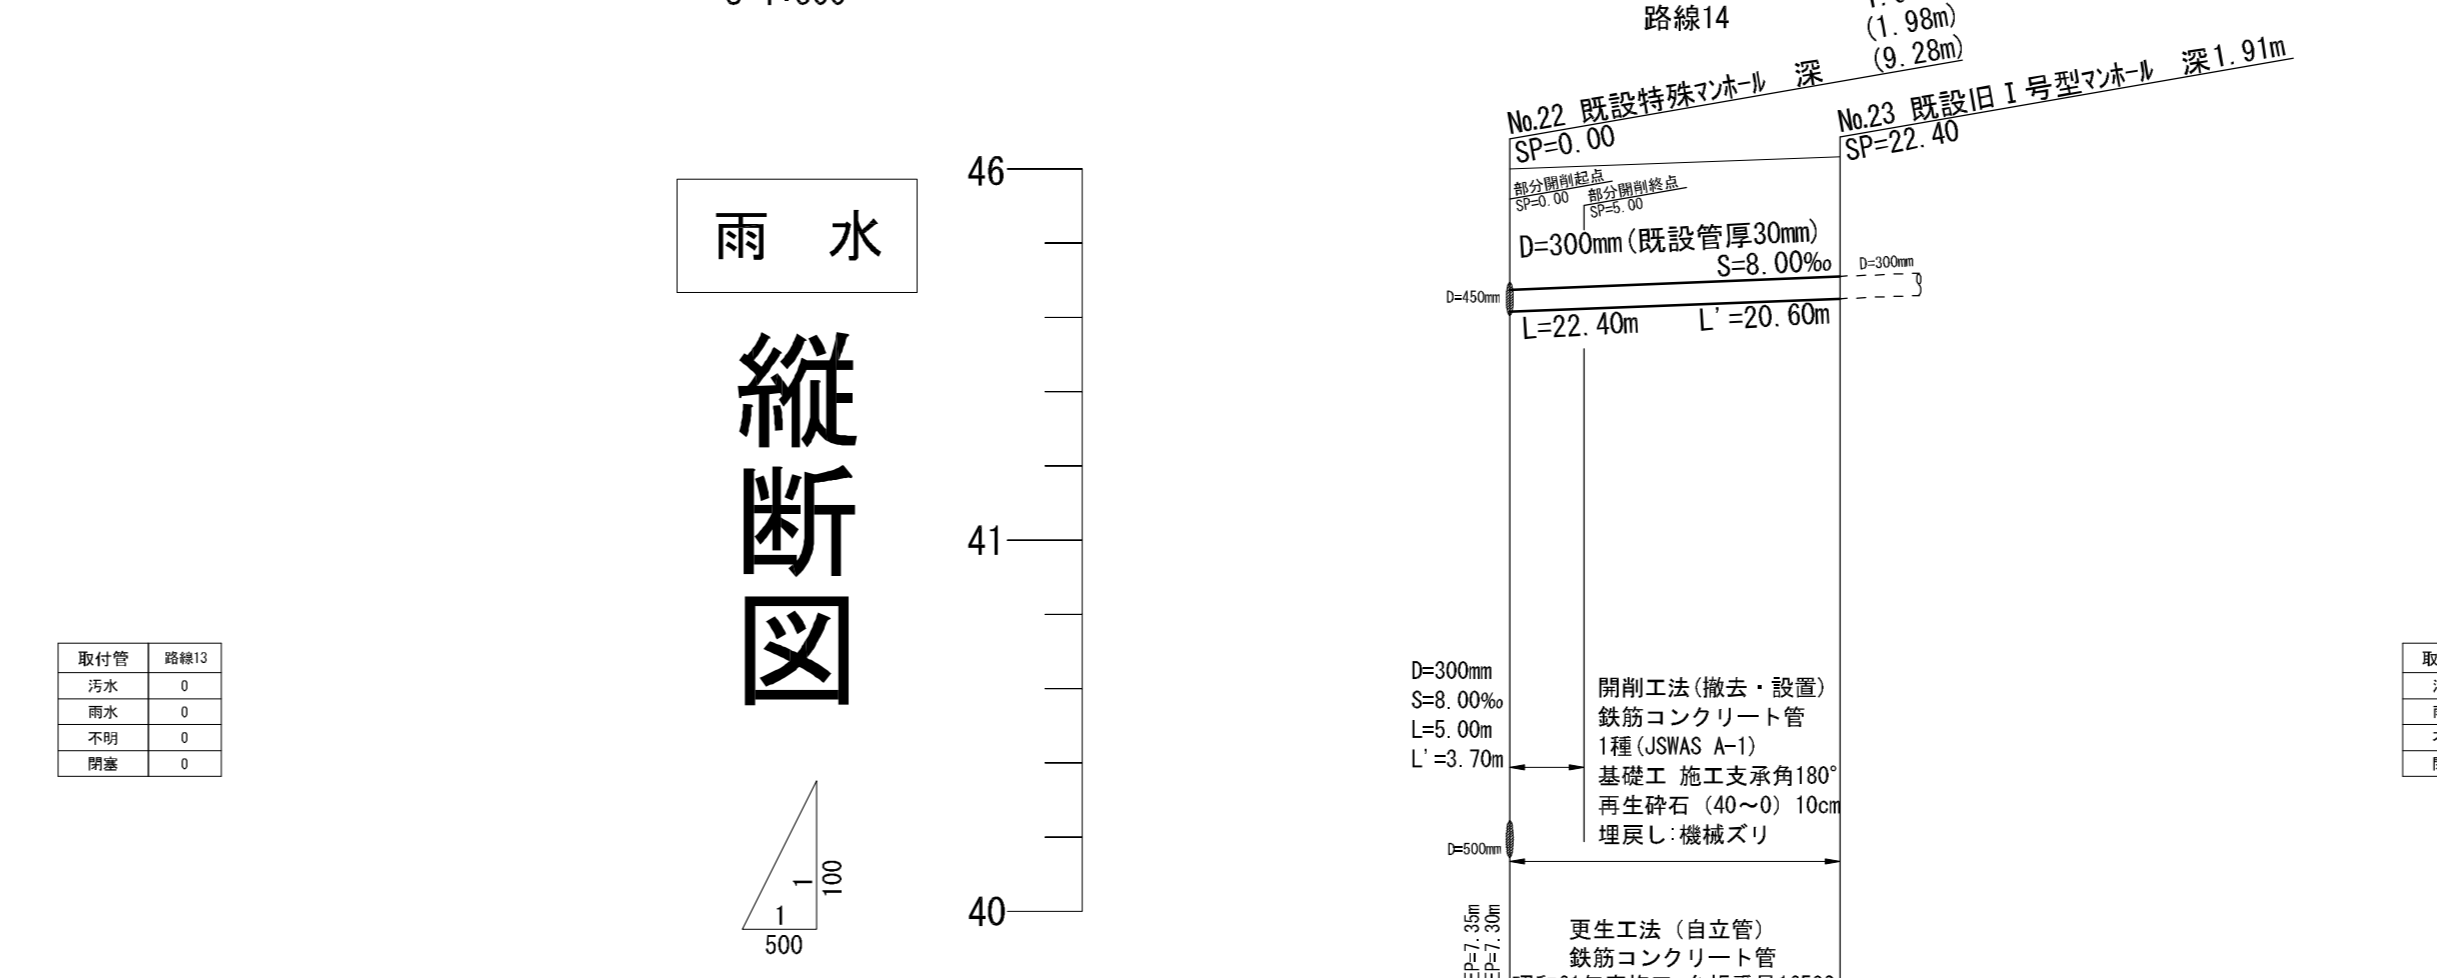 路線14
(1.98m)
(9.28m)
No.22 既設特殊マンホール 深
SP=0.00
No.23 既設旧Ⅰ号型マンホール 深1.91m
SP=22.40
部分開削起点
SP=0.00
部分開削終点
SP=5.00
D=300mm(既設管厚30mm)
S=8.00‰
D=300mm
D=450mm
L=22.40m
L'=20.60m
46
41
40
雨 水
縦断図
1
100
1
500
取付管 路線13
汚水 0
雨水 0
不明 0
閉塞 0
D=300mm
S=8.00‰
L=5.00m
L'=3.70m
開削工法(撤去・設置)
鉄筋コンクリート管
1種(JSWAS A-1)
基礎工 施工支承角180°
再生砕石 (40〜0) 10cm
埋戻し:機械ズリ
D=500mm
EP=7.35m
EP=7.30m
更生工法 (自立管)
鉄筋コンクリート管